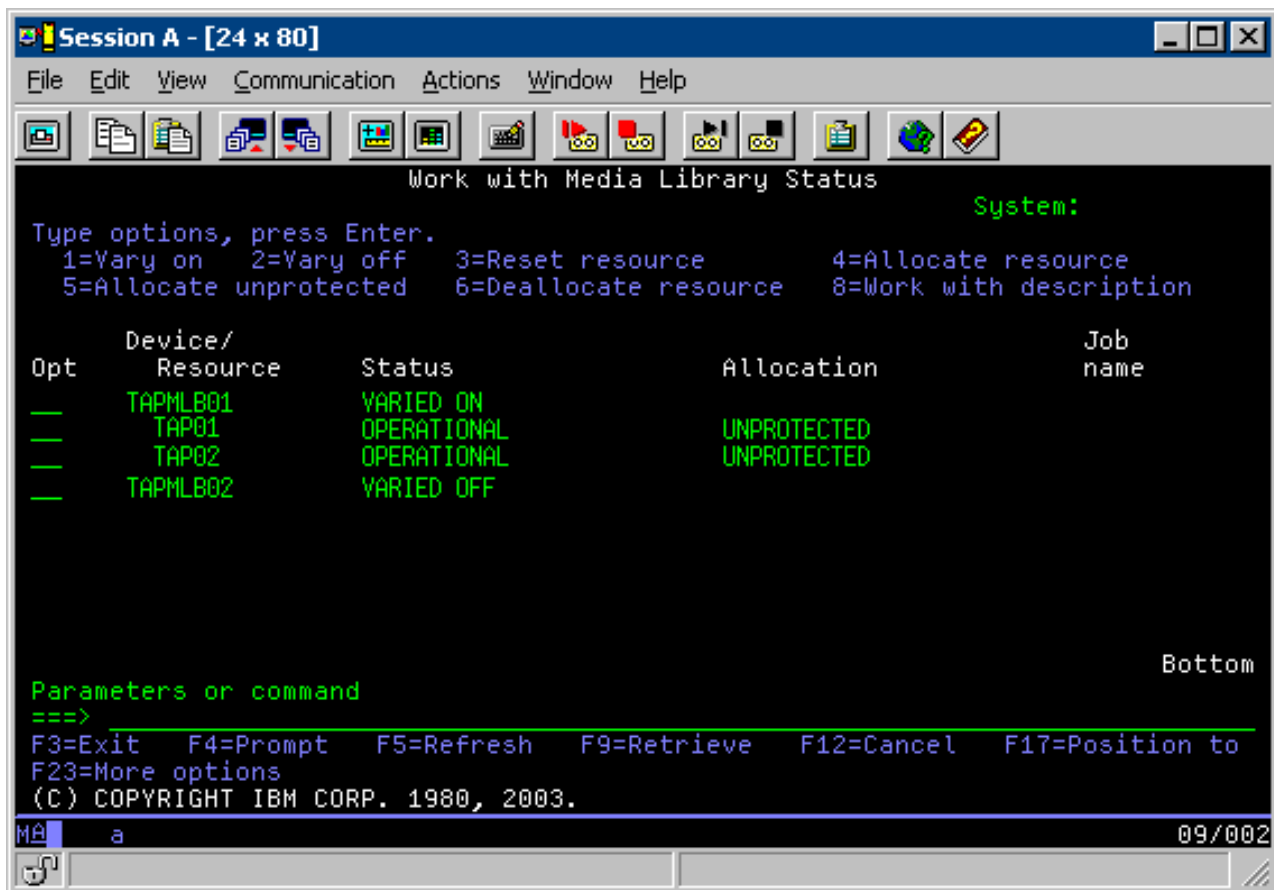 Session A - [24 x 80]
File Edit View Communication Actions Window Help
Work with Media Library Status
System:
Type options, press Enter.
1=Vary on 2=Vary off 3=Reset resource 4=Allocate resource
5=Allocate unprotected 6=Deallocate resource 8=Work with description
Device/ Job
Opt Resource Status Allocation name
__ TAPMLB01 VARIED ON
__ TAP01 OPERATIONAL UNPROTECTED
__ TAP02 OPERATIONAL UNPROTECTED
__ TAPMLB02 VARIED OFF
Bottom
Parameters or command
===>
F3=Exit F4=Prompt F5=Refresh F9=Retrieve F12=Cancel F17=Position to
F23=More options
(C) COPYRIGHT IBM CORP. 1980, 2003.
MA a 09/002